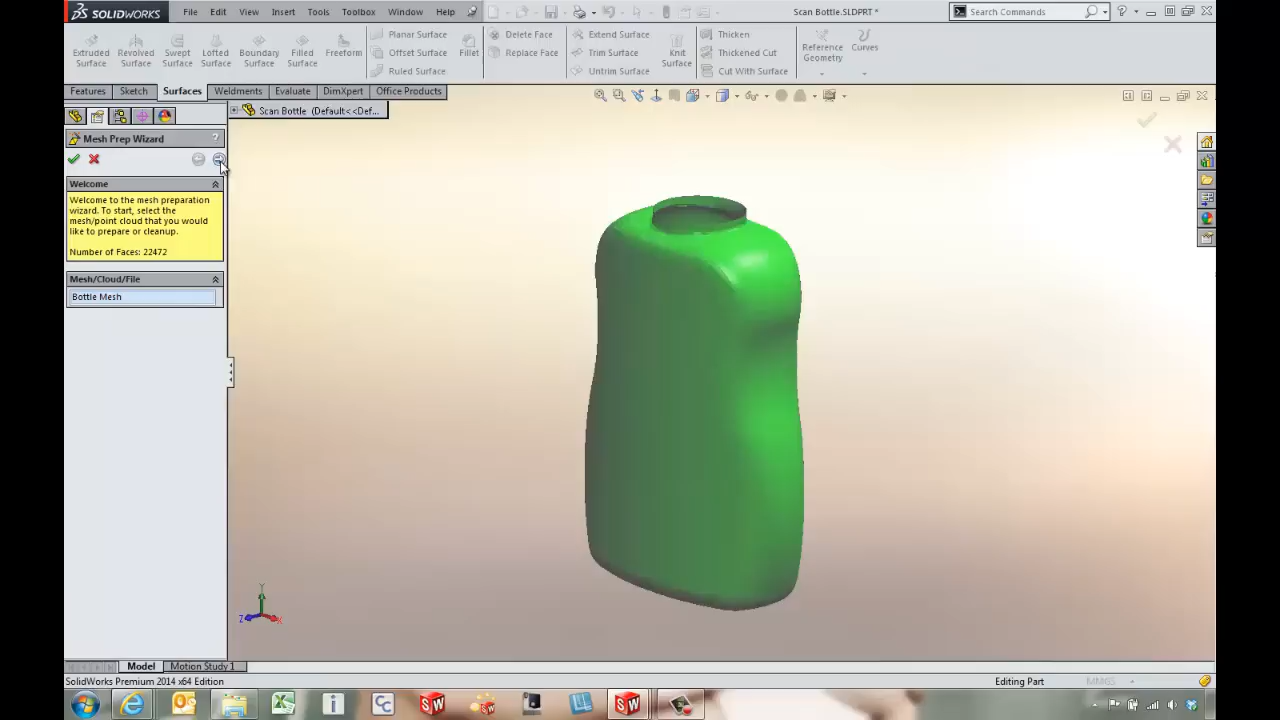 SOLIDWORKS File Edit View Insert Tools Toolbox Window Help Scan Bottle.SLDPRT * Search Commands ?
Extruded Surface
Revolved Surface
Swept Surface
Lofted Surface
Boundary Surface
Filled Surface
Freeform
Planar Surface
Offset Surface
Ruled Surface
Fillet
Delete Face
Replace Face
Extend Surface
Trim Surface
Untrim Surface
Knit Surface
Thicken
Thickened Cut
Cut With Surface
Reference Geometry
Curves
Features Sketch Surfaces Weldments Evaluate DimXpert Office Products
Scan Bottle (Default<<Def...
Mesh Prep Wizard ?
Welcome
Welcome to the mesh preparation
wizard. To start, select the
mesh/point cloud that you would
like to prepare or cleanup.
Number of Faces: 22472
Mesh/Cloud/File
Bottle Mesh
Y
Z X
Model Motion Study 1
SolidWorks Premium 2014 x64 Edition Editing Part MMGS